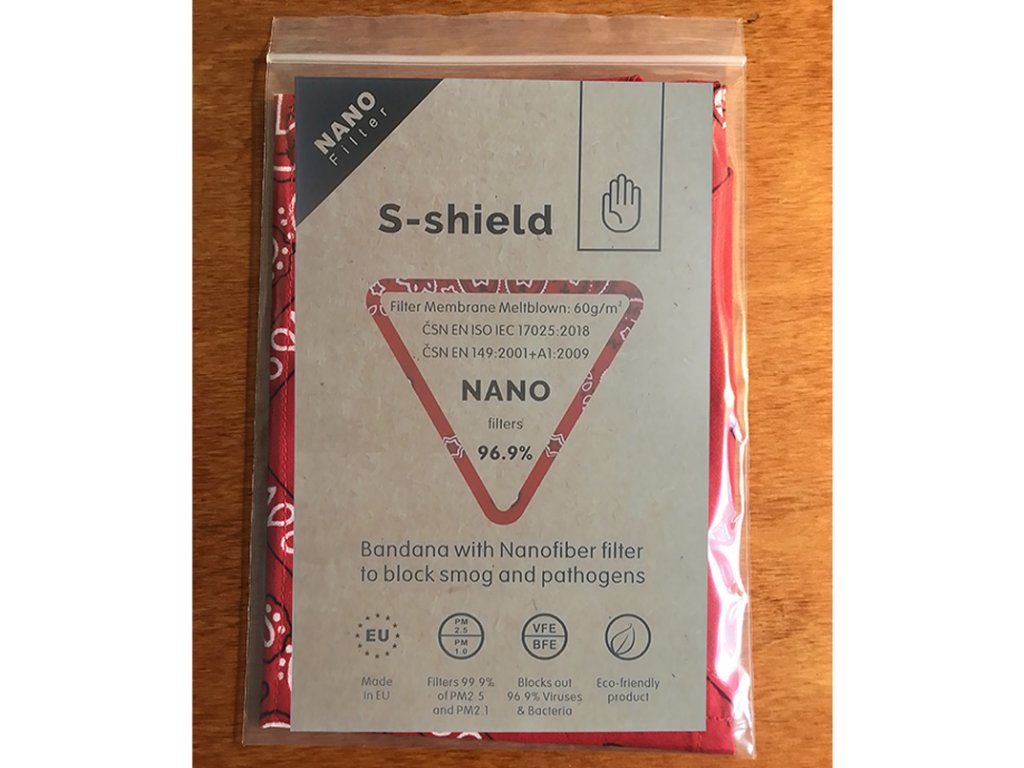 NANO
Filter
S-shield
Filter Membrane Meltblown: 60g/m²
ČSN EN ISO IEC 17025:2018
ČSN EN 149:2001+A1:2009
NANO
filters
96.9%
Bandana with Nanofiber filter
to block smog and pathogens
EU
Made
in EU
PM
2.5
PM
1.0
Filters 99.9%
of PM2.5
and PM2.1
VFE
BFE
Blocks out
96.9% Viruses
& Bacteria
Eco-friendly
product